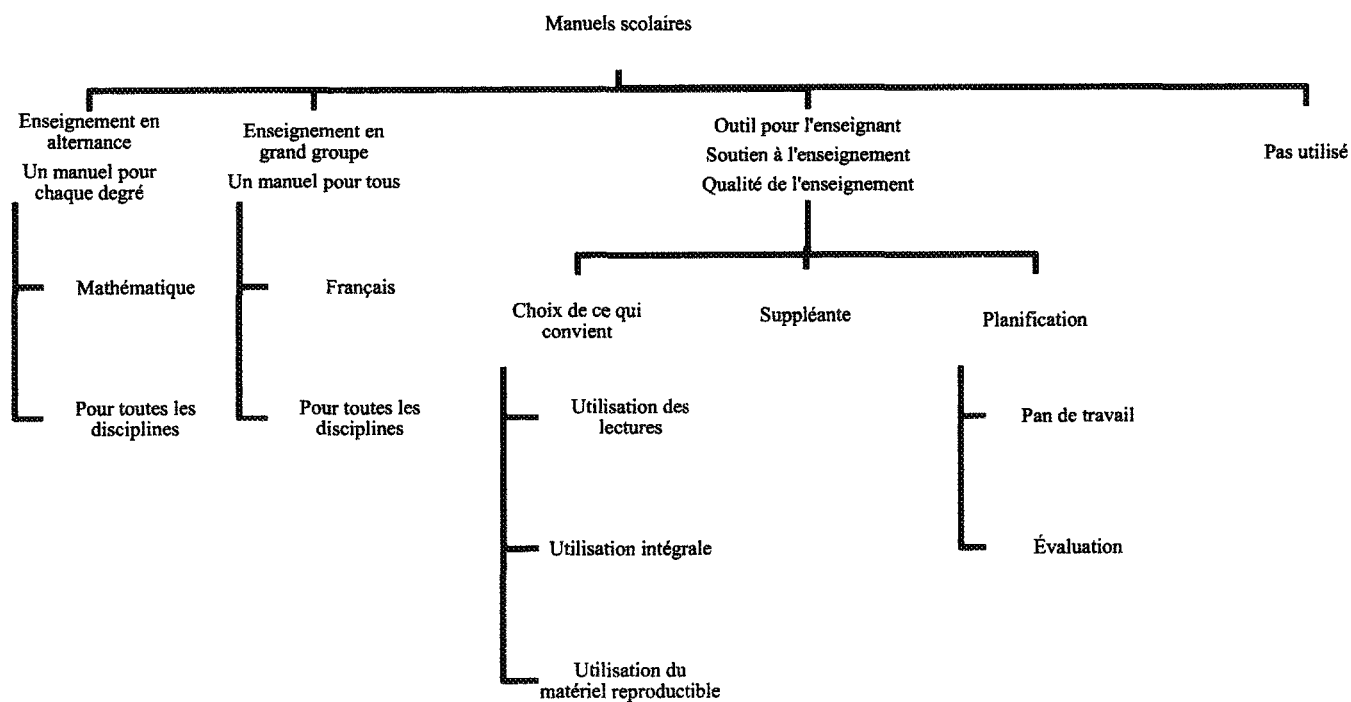 Manuels scolaires
Enseignement en
alternance
Un manuel pour
chaque degré
Enseignement en
grand groupe
Un manuel pour tous
Outil pour l'enseignant
Soutien à l'enseignement
Qualité de l'enseignement
Pas utilisé
Mathématique
Pour toutes les
disciplines
Français
Pour toutes les
disciplines
Choix de ce qui
convient
Suppléante
Planification
Utilisation des
lectures
Utilisation intégrale
Utilisation du
matériel reproductible
Pan de travail
Évaluation